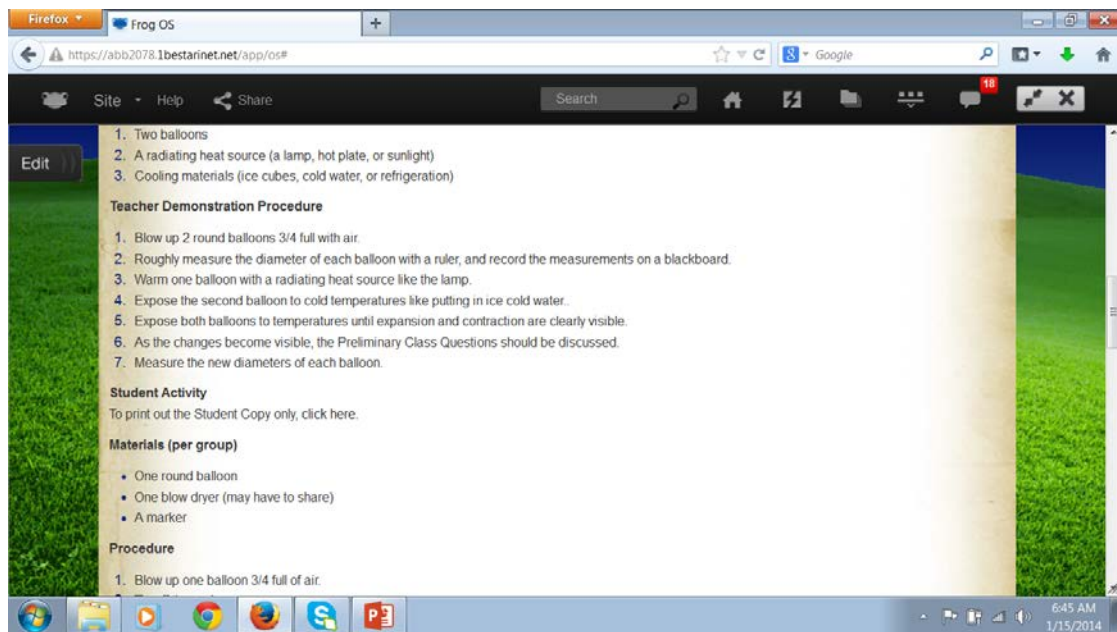 Firefox
Frog OS
https://abb2078.1bestarinet.net/app/os#
Google
Site
Help
Share
Search
18
Edit
1. Two balloons
2. A radiating heat source (a lamp, hot plate, or sunlight)
3. Cooling materials (ice cubes, cold water, or refrigeration)
Teacher Demonstration Procedure
1. Blow up 2 round balloons 3/4 full with air.
2. Roughly measure the diameter of each balloon with a ruler, and record the measurements on a blackboard.
3. Warm one balloon with a radiating heat source like the lamp.
4. Expose the second balloon to cold temperatures like putting in ice cold water..
5. Expose both balloons to temperatures until expansion and contraction are clearly visible.
6. As the changes become visible, the Preliminary Class Questions should be discussed.
7. Measure the new diameters of each balloon.
Student Activity
To print out the Student Copy only, click here.
Materials (per group)
• One round balloon
• One blow dryer (may have to share)
• A marker
Procedure
1. Blow up one balloon 3/4 full of air.
6:45 AM
1/15/2014